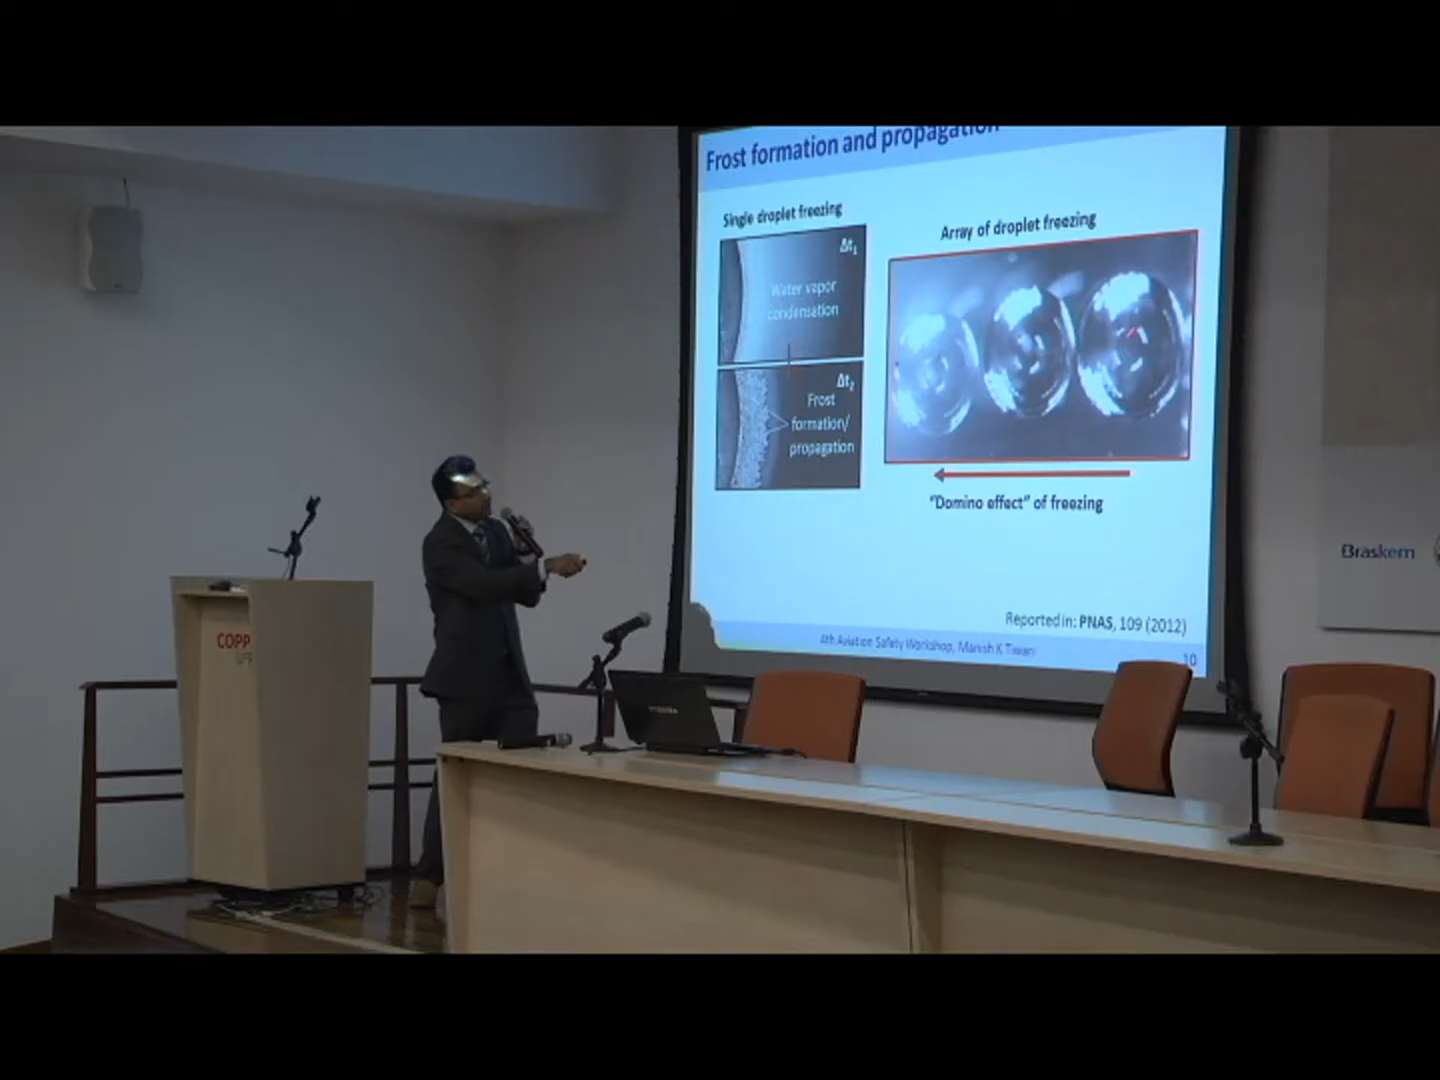 Frost formation and propagation
Single droplet freezing
Δt1
Water vapor
condensation
Δt2
Frost
formation/
propagation
Array of droplet freezing
"Domino effect" of freezing
Reported in: PNAS, 109 (2012)
4th Aviation Safety Workshop, Manish K Tiwari
10
Braskem
COPP
UFR